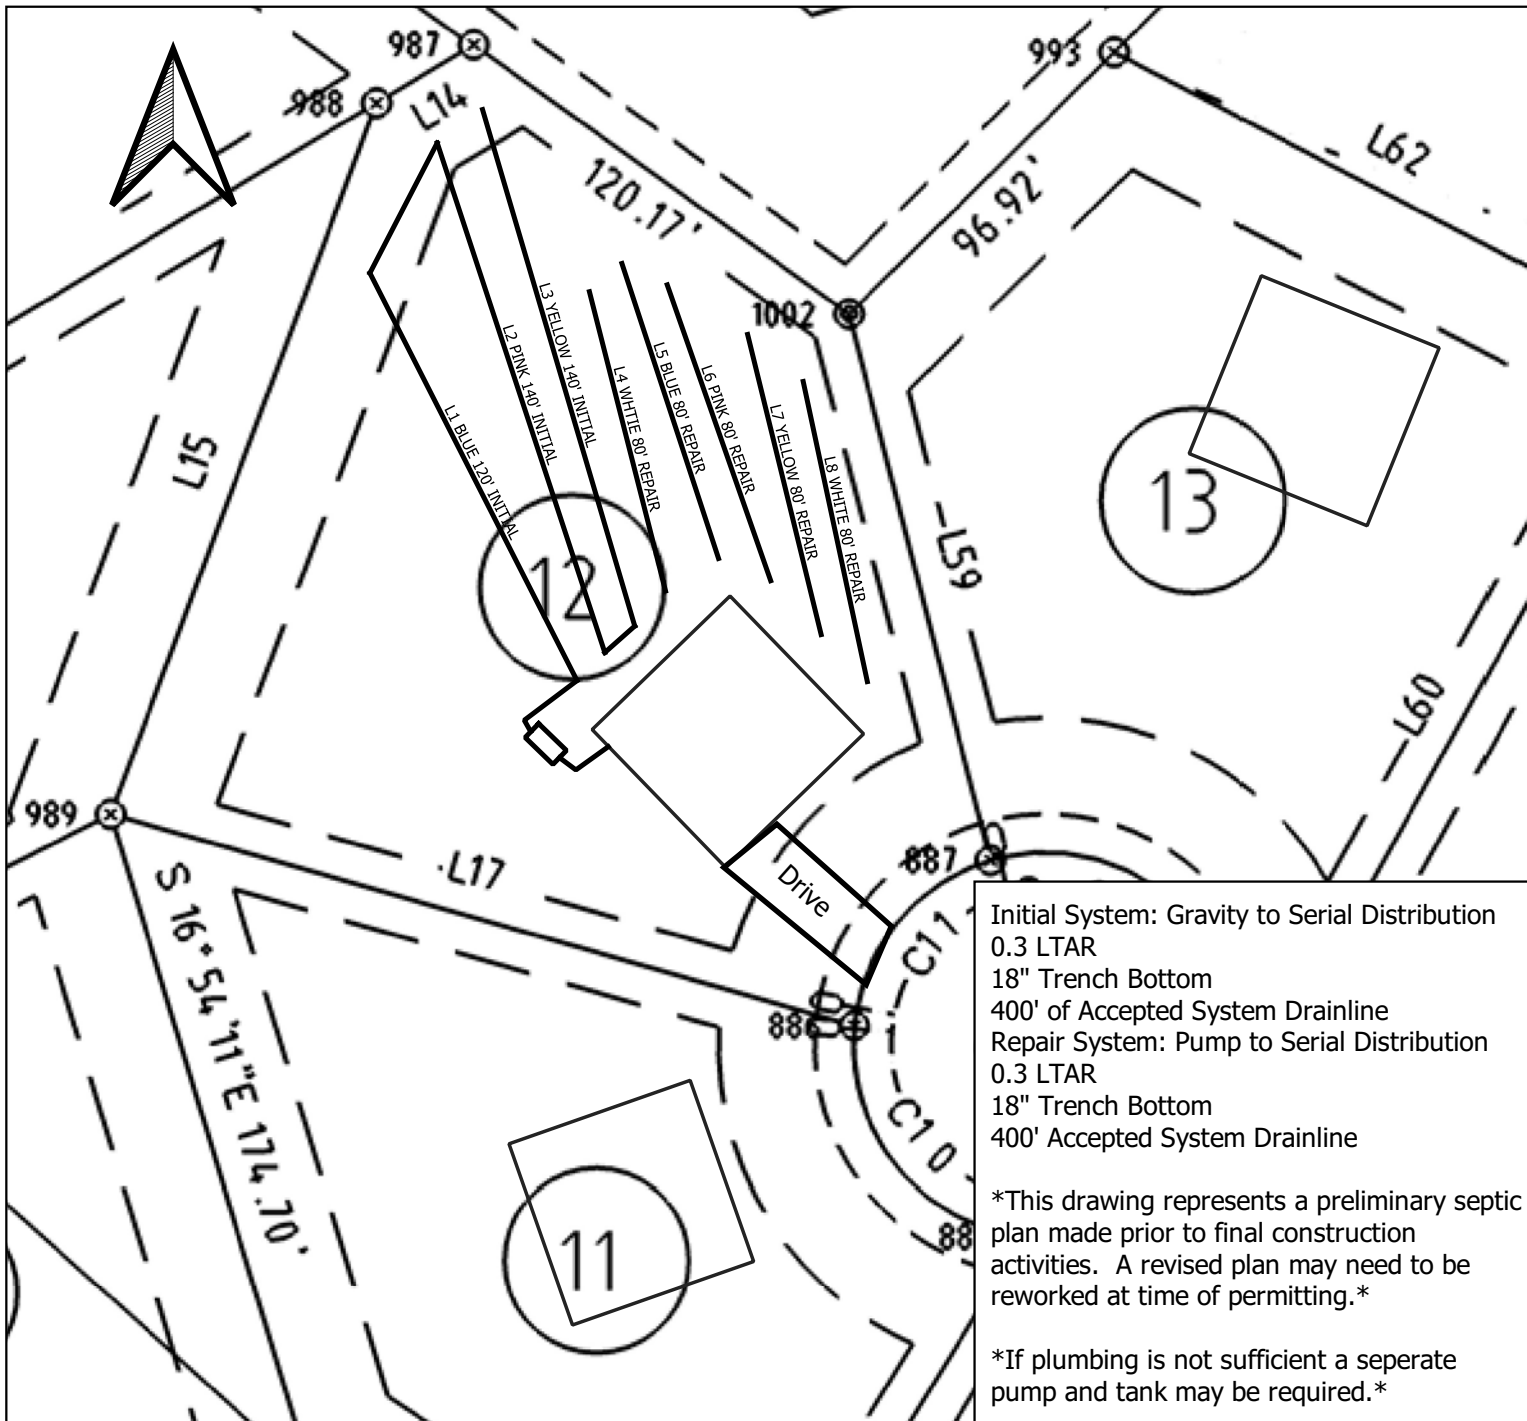 987
993
988
L14
L62
120.17'
96.92'
1002
L3 YELLOW 140' INITIAL
L2 PINK 140' INITIAL
L5 BLUE 80' REPAIR
L4 WHTIE 80' REPAIR
L6 PINK 80' REPAIR
L1 BLUE 120' INITIAL
L7 YELLOW 80' REPAIR
L8 WHITE 80' REPAIR
L15
13
L59
12
L60
989
L17
887
Drive
S 16°54'11"E 174.70'
C11
886
C10
88
11
Initial System: Gravity to Serial Distribution
0.3 LTAR
18" Trench Bottom
400' of Accepted System Drainline
Repair System: Pump to Serial Distribution
0.3 LTAR
18" Trench Bottom
400' Accepted System Drainline
*This drawing represents a preliminary septic
plan made prior to final construction
activities. A revised plan may need to be
reworked at time of permitting.*
*If plumbing is not sufficient a seperate
pump and tank may be required.*